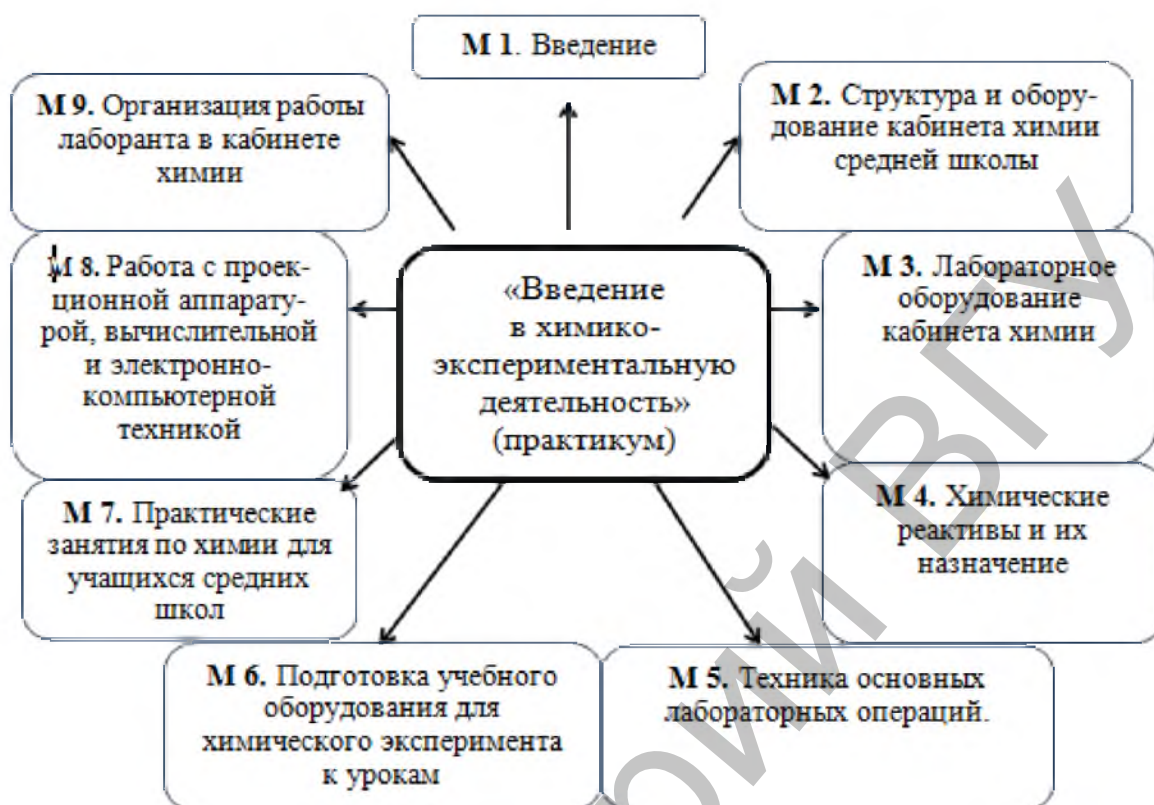 М 1. Введение
М 9. Организация работы
лаборанта в кабинете
химии
М 2. Структура и обору-
дование кабинета химии
средней школы
М 8. Работа с проек-
ционной аппарату-
рой, вычислительной
и электронно-
компьютерной
техникой
«Введение
в химико-
экспериментальную
деятельность»
(практикум)
М 3. Лабораторное
оборудование
кабинета химии
М 7. Практические
занятия по химии для
учащихся средних
школ
М 4. Химические
реактивы и их
назначение
М 6. Подготовка учебного
оборудования для
химического эксперимента
к урокам
М 5. Техника основных
лабораторных операций.
ВГУ